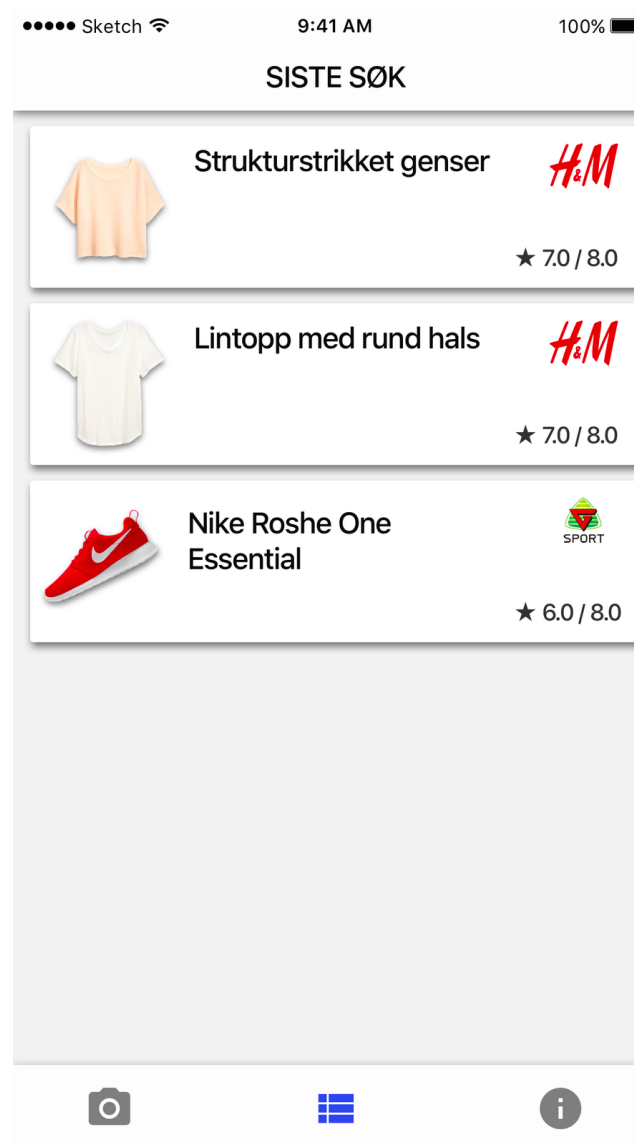 ●●●●● Sketch 9:41 AM 100%
SISTE SØK
Strukturstrikket genser H&M
★ 7.0 / 8.0
Lintopp med rund hals H&M
★ 7.0 / 8.0
Nike Roshe One
Essential
G
SPORT
★ 6.0 / 8.0